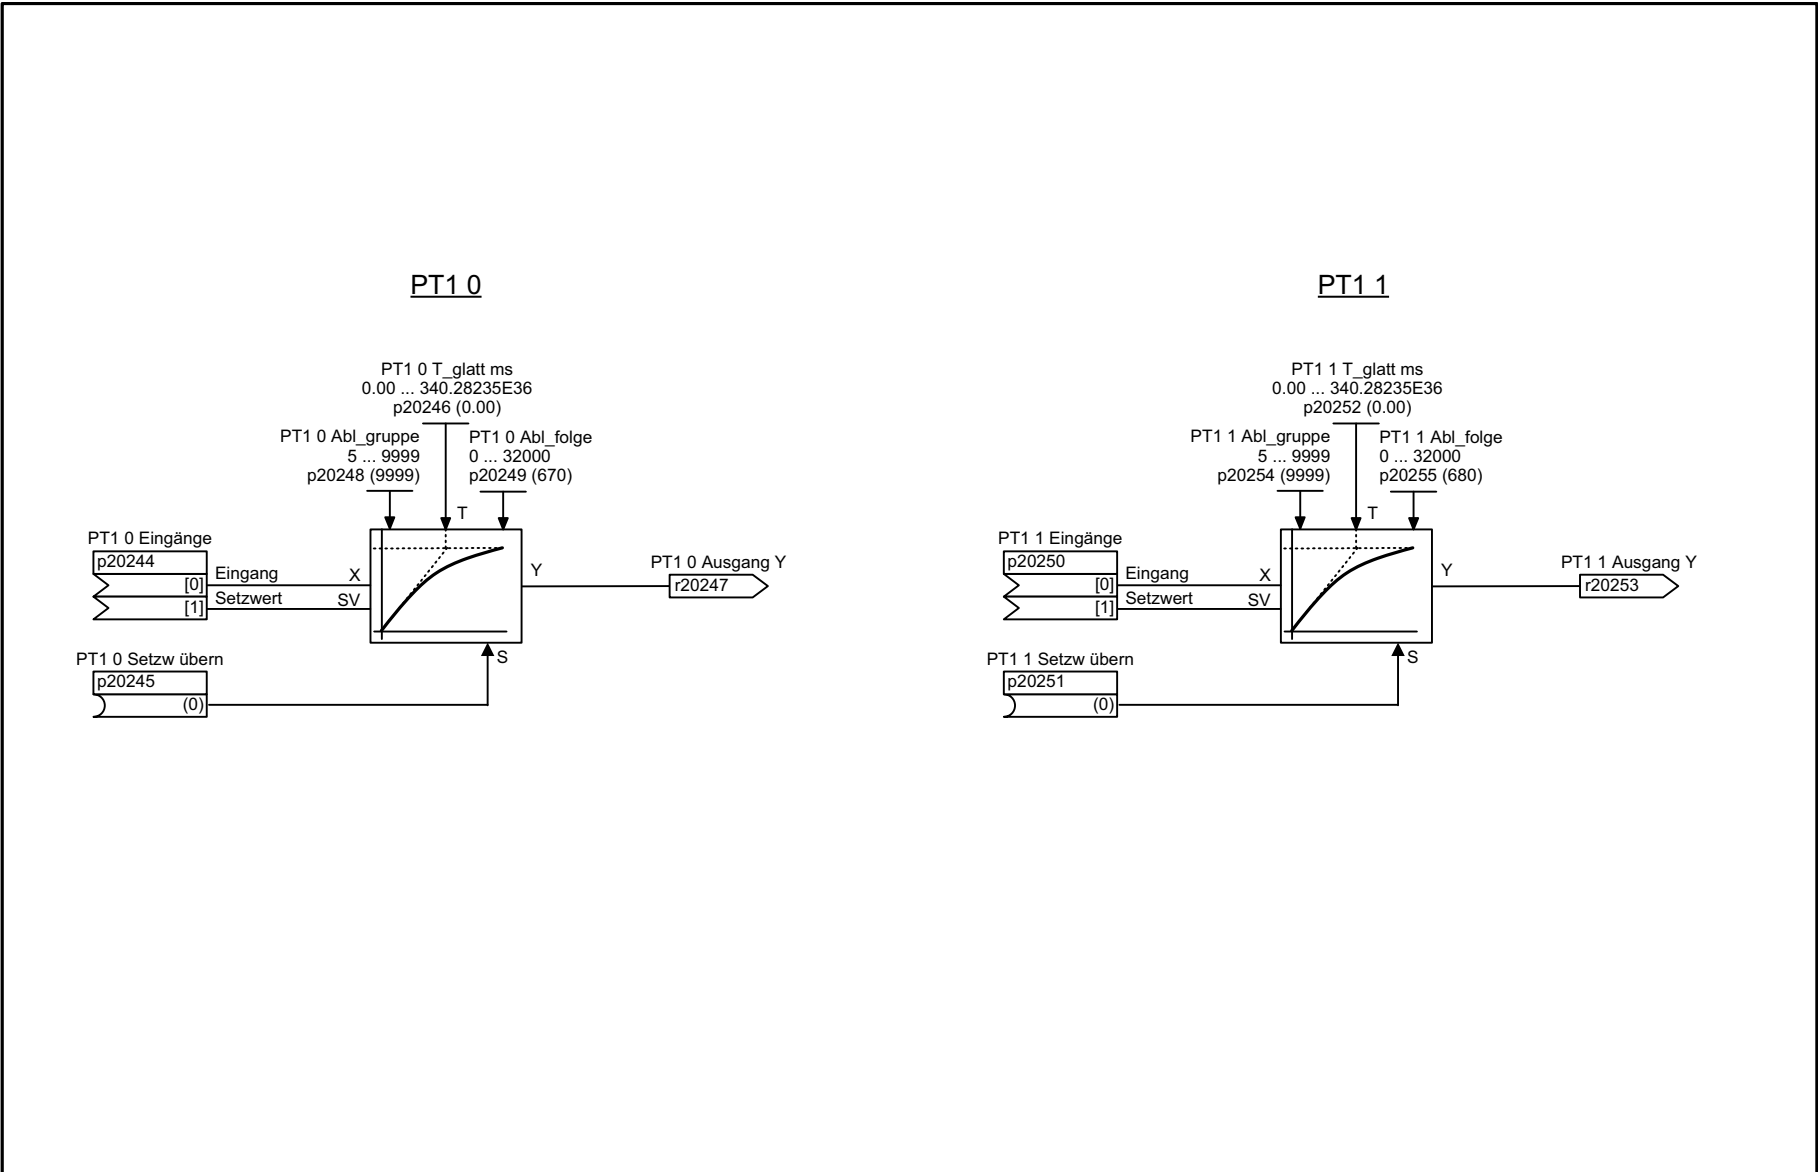 PT1 0
PT1 0 T_glatt ms
0.00 ... 340.28235E36
p20246 (0.00)
PT1 0 Abl_gruppe
5 ... 9999
p20248 (9999)
PT1 0 Abl_folge
0 ... 32000
p20249 (670)
T
PT1 0 Eingänge
p20244
[0] Eingang X
[1] Setzwert SV
Y
PT1 0 Ausgang Y
r20247
S
PT1 0 Setzw übern
p20245
(0)
PT1 1
PT1 1 T_glatt ms
0.00 ... 340.28235E36
p20252 (0.00)
PT1 1 Abl_gruppe
5 ... 9999
p20254 (9999)
PT1 1 Abl_folge
0 ... 32000
p20255 (680)
T
PT1 1 Eingänge
p20250
[0] Eingang X
[1] Setzwert SV
Y
PT1 1 Ausgang Y
r20253
S
PT1 1 Setzw übern
p20251
(0)